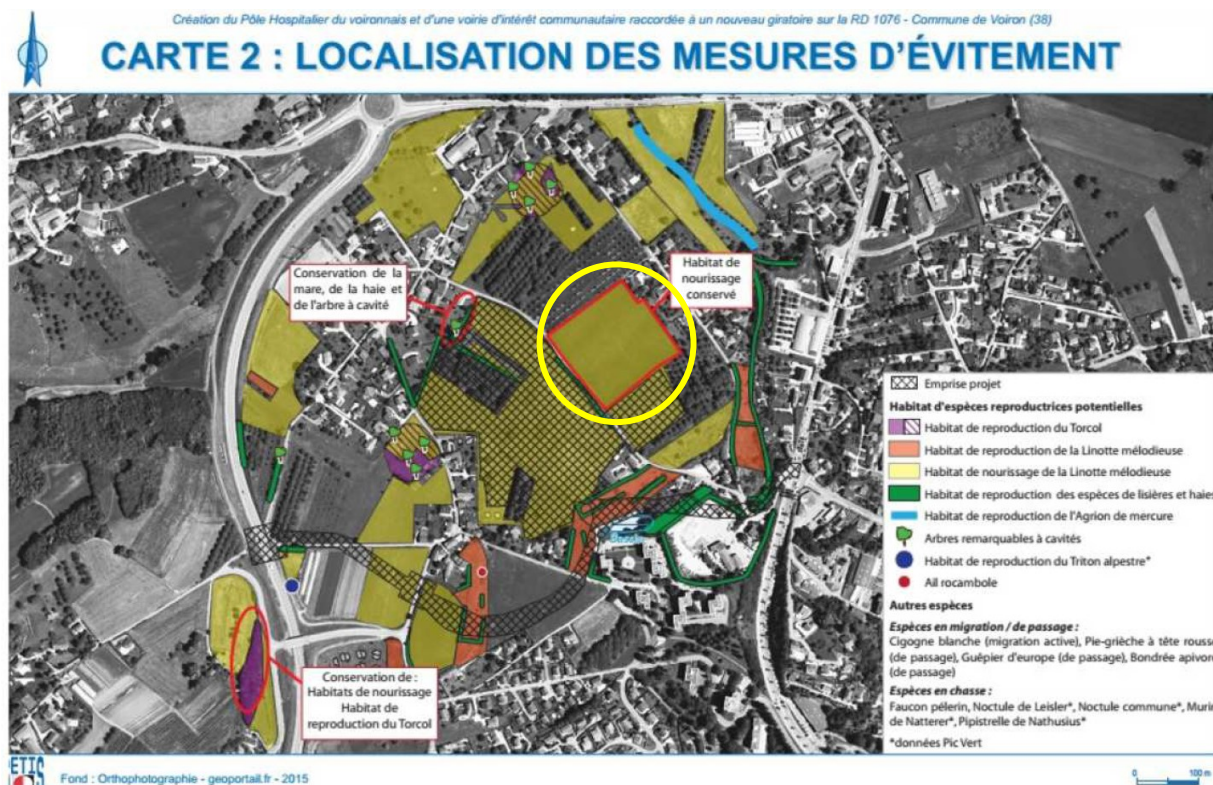 Création du Pôle Hospitalier du voironnais et d'une voirie d'intérêt communautaire raccordée à un nouveau giratoire sur la RD 1076 - Commune de Voiron (38)
CARTE 2 : LOCALISATION DES MESURES D'ÉVITEMENT
Conservation de la
mare, de la haie et
de l'arbre à cavité
Habitat de
nourissage
conservé
Emprise projet
Habitat d'espèces reproductrices potentielles
Habitat de reproduction du Torcol
Habitat de reproduction de la Linotte mélodieuse
Habitat de nourissage de la Linotte mélodieuse
Habitat de reproduction des espèces de lisières et haies
Habitat de reproduction de l'Agrion de mercure
Arbres remarquables à cavités
Habitat de reproduction du Triton alpestre*
Ail rocambole
Autres espèces
Espèces en migration / de passage :
Cigogne blanche (migration active), Pie-grièche à tête rousse
(de passage), Guêpier d'europe (de passage), Bondrée apivore
(de passage)
Espèces en chasse :
Faucon pélerin, Noctule de Leisler*, Noctule commune*, Murin
de Natterer*, Pipistrelle de Nathusius*
*données Pic Vert
Conservation de :
Habitats de nourissage
Habitat de
reproduction du Torcol
ETIS
Fond : Orthophotographie - geoportail.fr - 2015
0 100 m